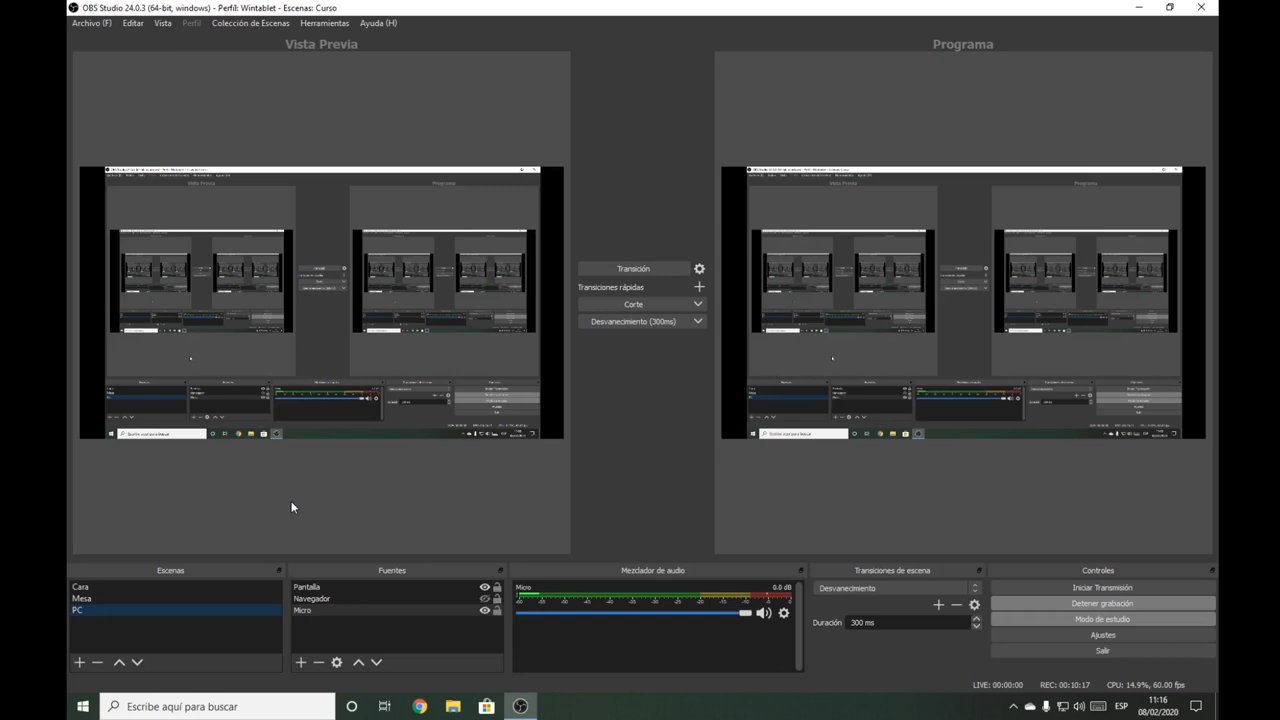 OBS Studio 24.0.3 (64-bit, windows) - Perfil: Wintablet - Escenas: Curso
Archivo (F) Editar Vista Perfil Colección de Escenas Herramientas Ayuda (H)
Vista Previa
Programa
Transición
Transiciones rápidas
Corte
Desvanecimiento (300ms)
Escenas
Cara
Mesa
PC
Fuentes
Pantalla
Navegador
Micro
Mezclador de audio
Micro 0.0 dB
Transiciones de escena
Desvanecimiento
Duración 300 ms
Controles
Iniciar Transmisión
Detener grabación
Modo de estudio
Ajustes
Salir
LIVE: 00:00:00 REC: 00:10:17 CPU: 14.9%, 60.00 fps
Escribe aquí para buscar
ESP
11:16
08/02/2020